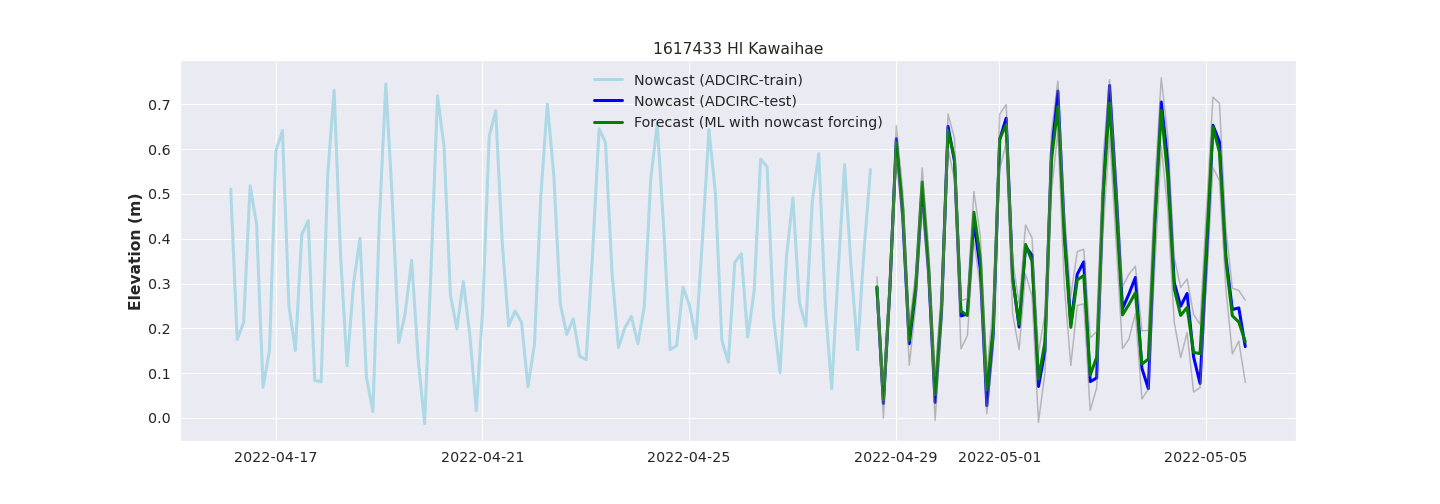 1617433 HI Kawaihae
Nowcast (ADCIRC-train)
Nowcast (ADCIRC-test)
Forecast (ML with nowcast forcing)
Elevation (m)
0.7
0.6
0.5
0.4
0.3
0.2
0.1
0.0
2022-04-17 2022-04-21 2022-04-25 2022-04-29 2022-05-01 2022-05-05